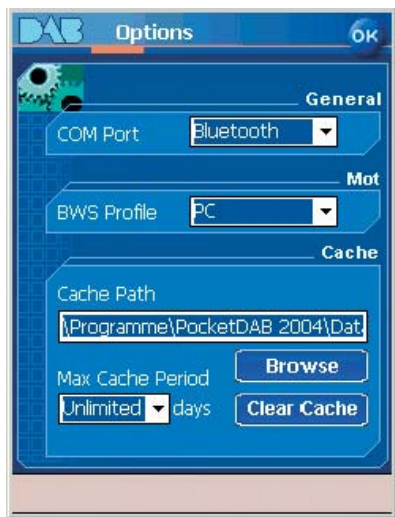 DAB Options OK
General
COM Port Bluetooth
Mot
BWS Profile PC
Cache
Cache Path
\Programme\PocketDAB 2004\Dat
Browse
Max Cache Period
Unlimited days Clear Cache